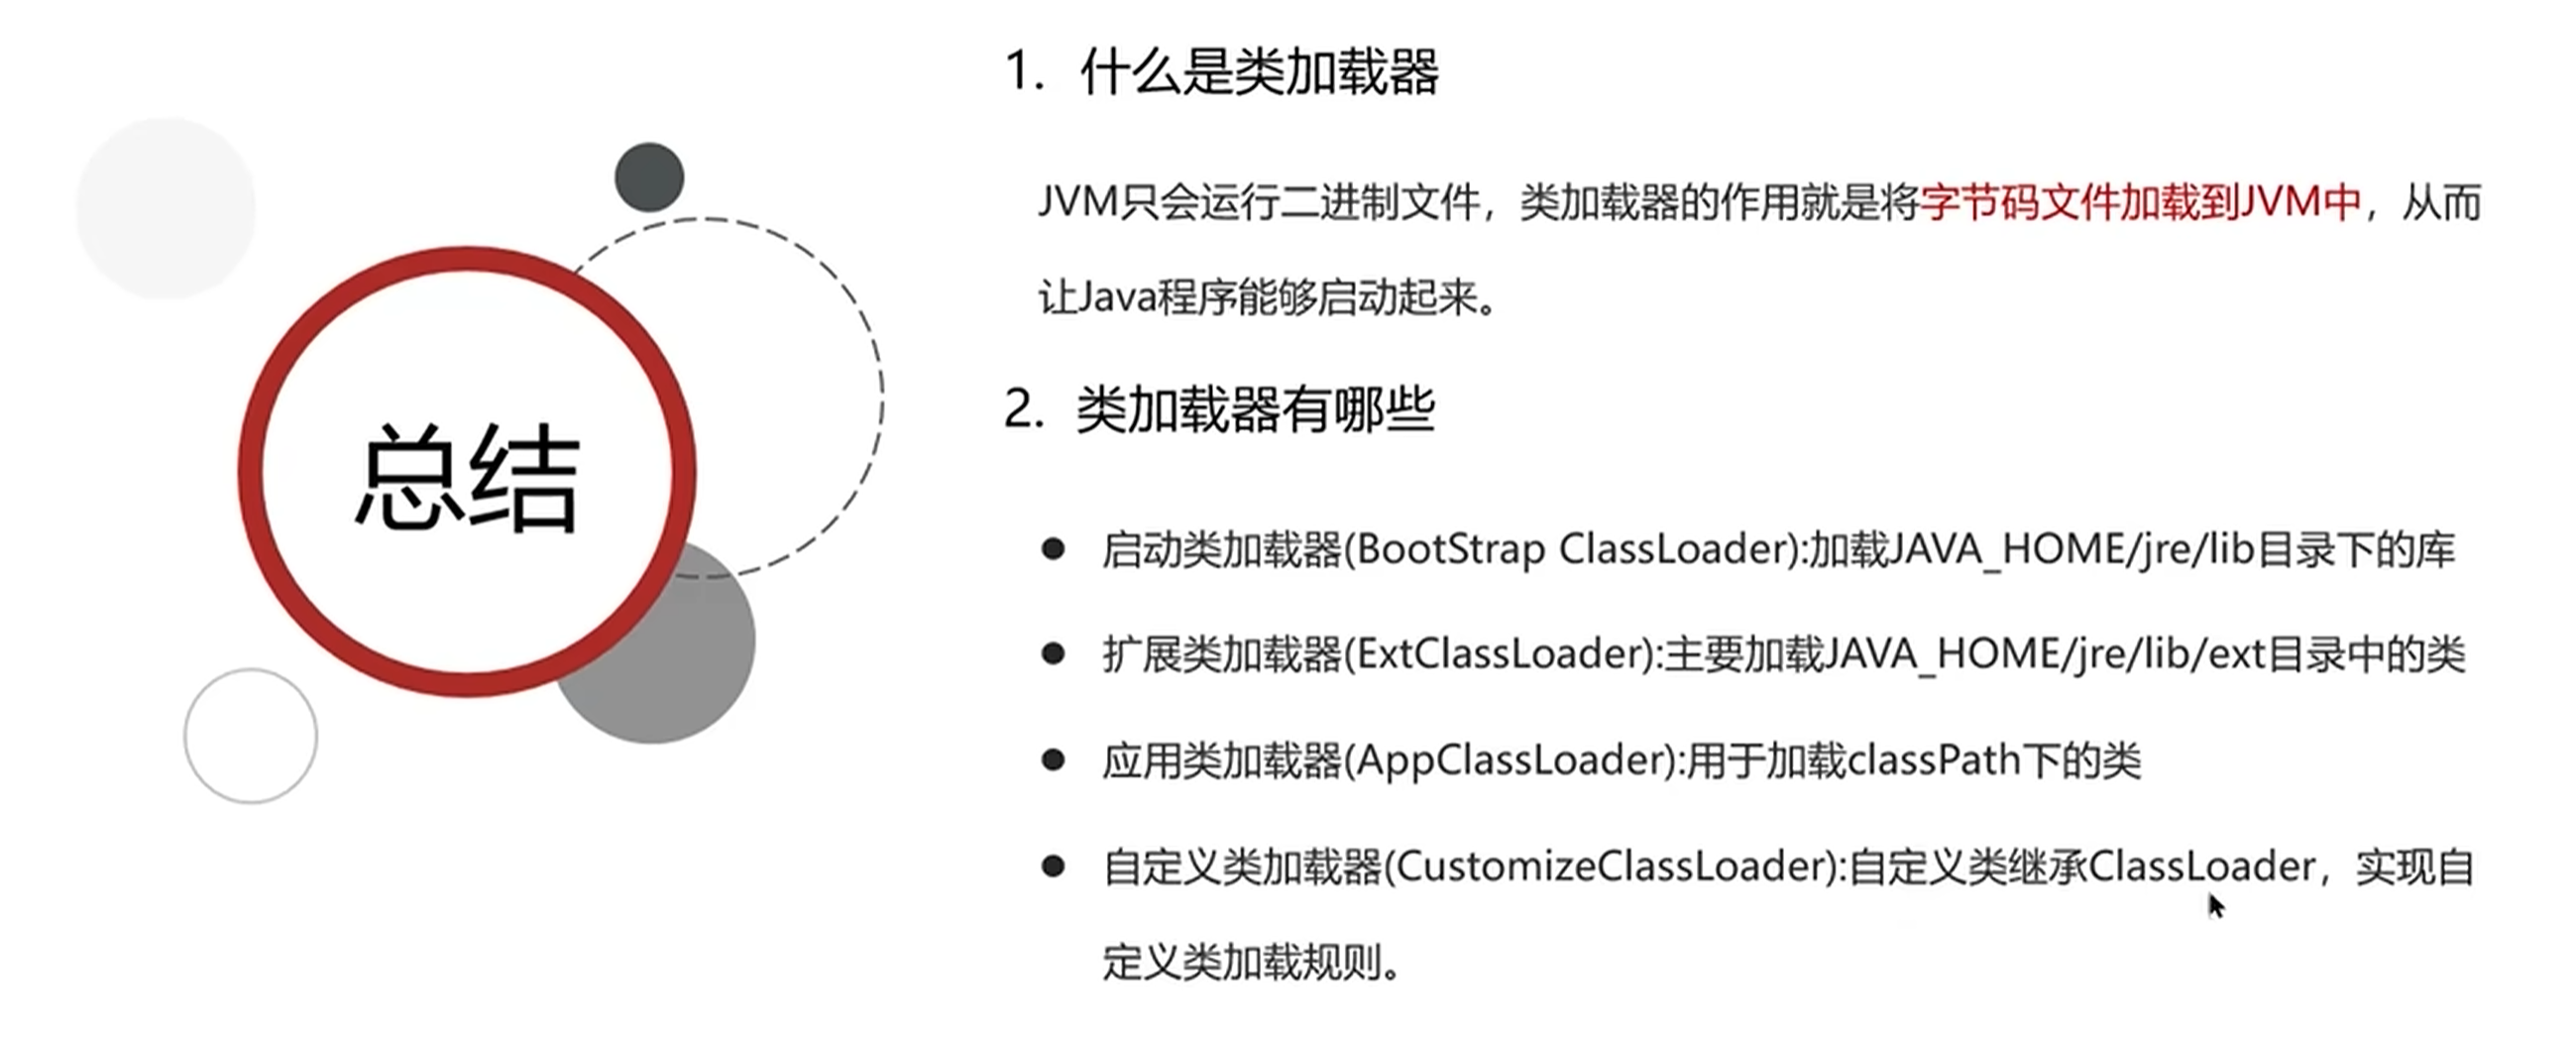 总结
1. 什么是类加载器
JVM只会运行二进制文件，类加载器的作用就是将字节码文件加载到JVM中，从而
让Java程序能够启动起来。
2. 类加载器有哪些
● 启动类加载器(BootStrap ClassLoader):加载JAVA_HOME/jre/lib目录下的库
● 扩展类加载器(ExtClassLoader):主要加载JAVA_HOME/jre/lib/ext目录中的类
● 应用类加载器(AppClassLoader):用于加载classPath下的类
● 自定义类加载器(CustomizeClassLoader):自定义类继承ClassLoader，实现自
定义类加载规则。